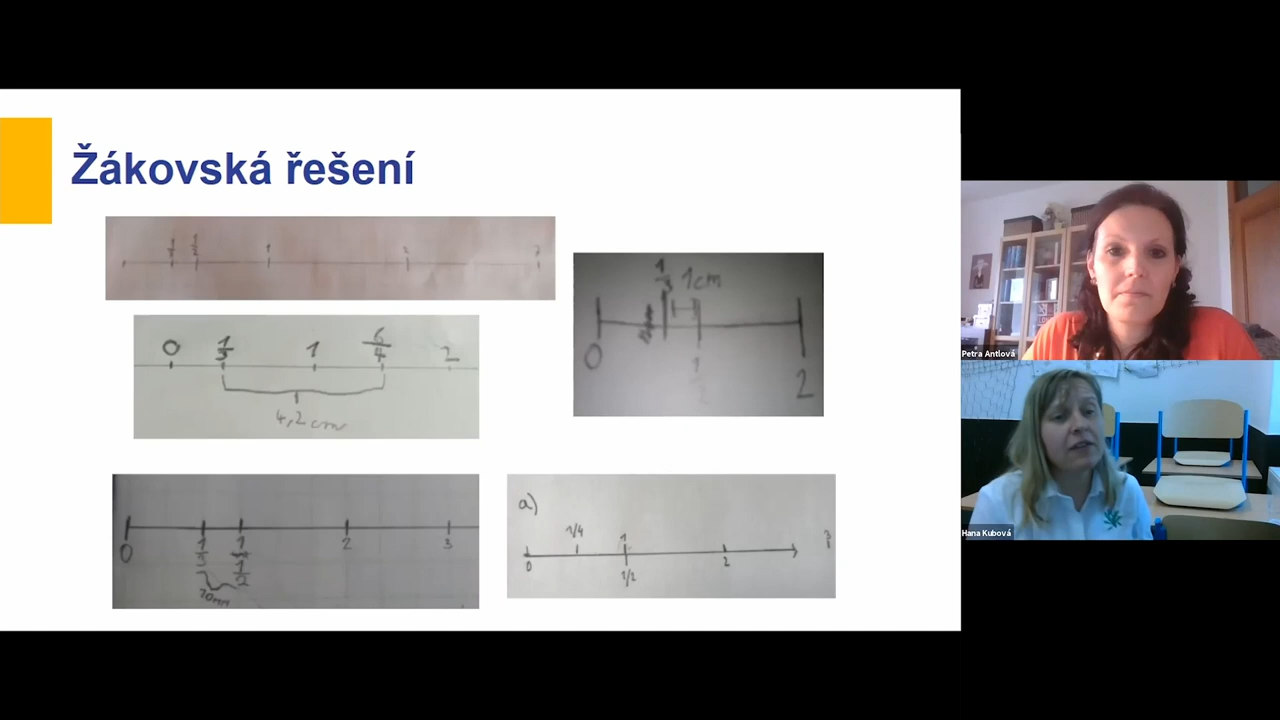 Žákovská řešení
1 2
0 1/3 1 6/4 2
4,2 cm
1/3 1cm
0 1/2 2
0 1/3 1/2 2 3
10mm
a)
1/4 1
0 1/2 2
Petra Antlová
Hana Kubová